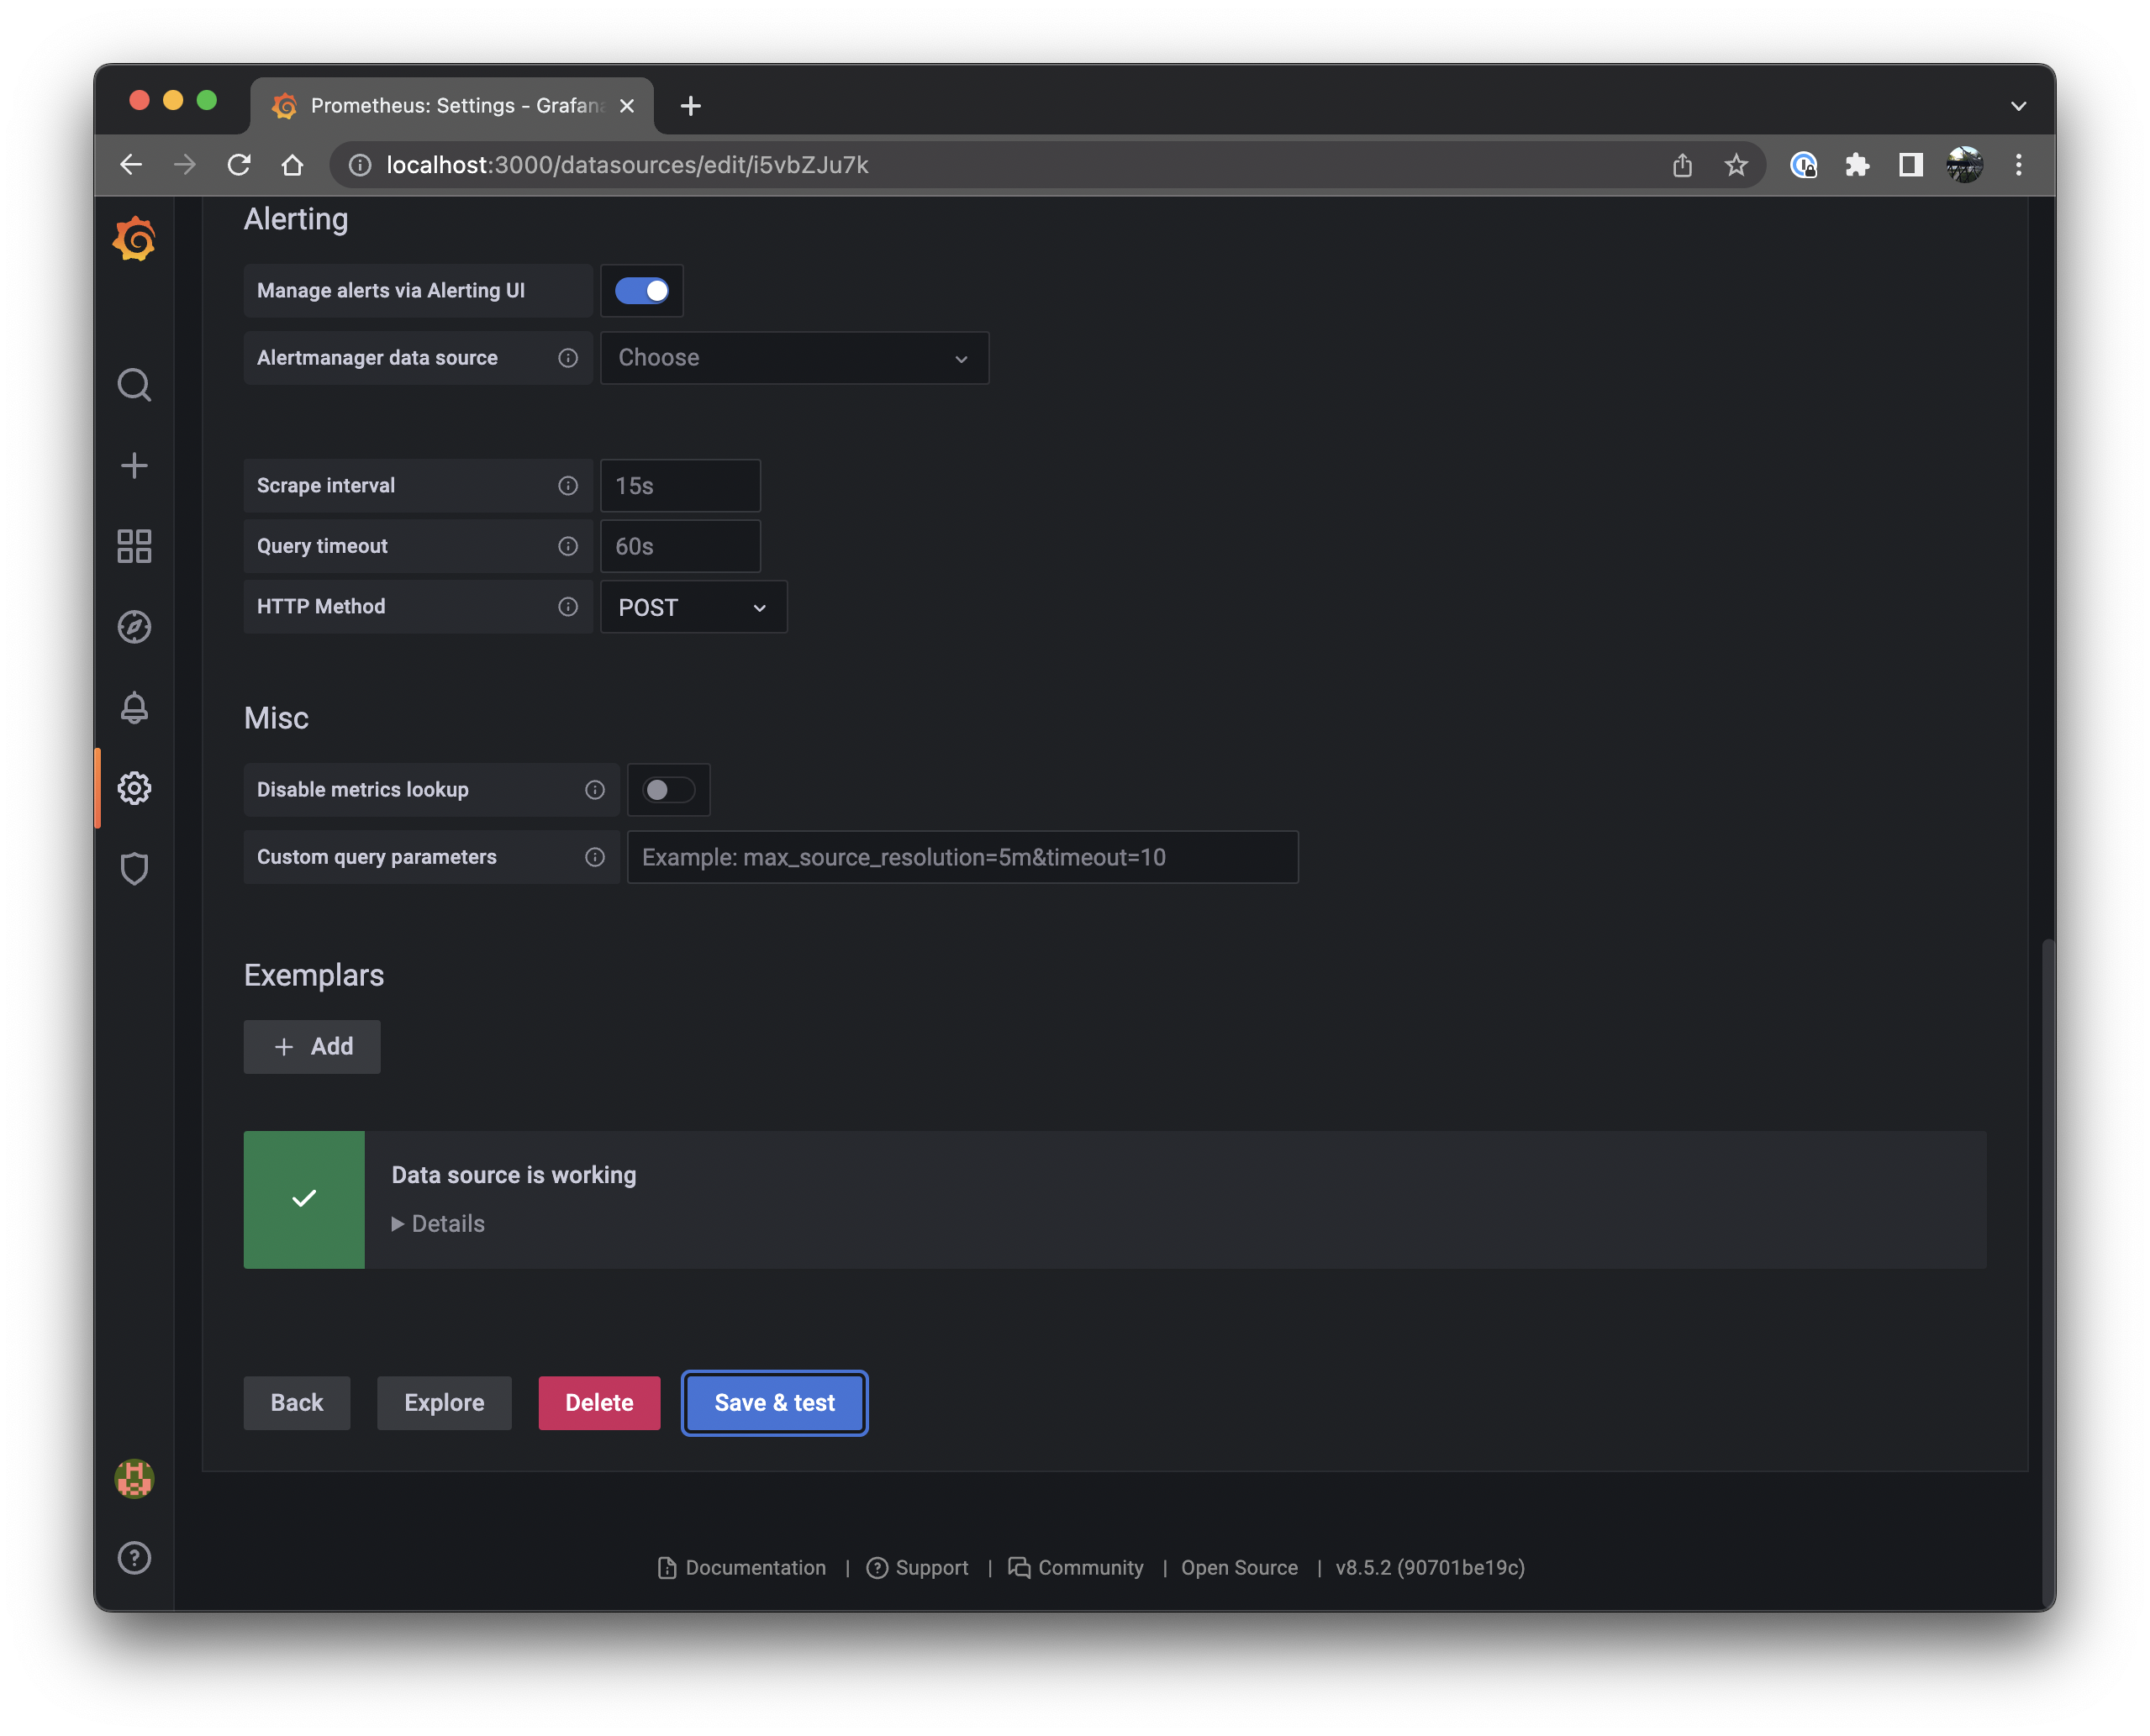 Prometheus: Settings - Grafana
localhost:3000/datasources/edit/i5vbZJu7k
Alerting
Manage alerts via Alerting UI
Alertmanager data source Choose
Scrape interval 15s
Query timeout 60s
HTTP Method POST
Misc
Disable metrics lookup
Custom query parameters Example: max_source_resolution=5m&timeout=10
Exemplars
+ Add
Data source is working
Details
Back Explore Delete Save & test
Documentation | Support | Community | Open Source | v8.5.2 (90701be19c)